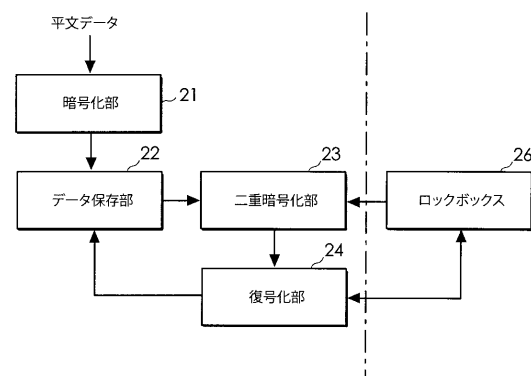 平文データ
暗号化部
21
22
データ保存部
23
二重暗号化部
26
ロックボックス
24
復号化部